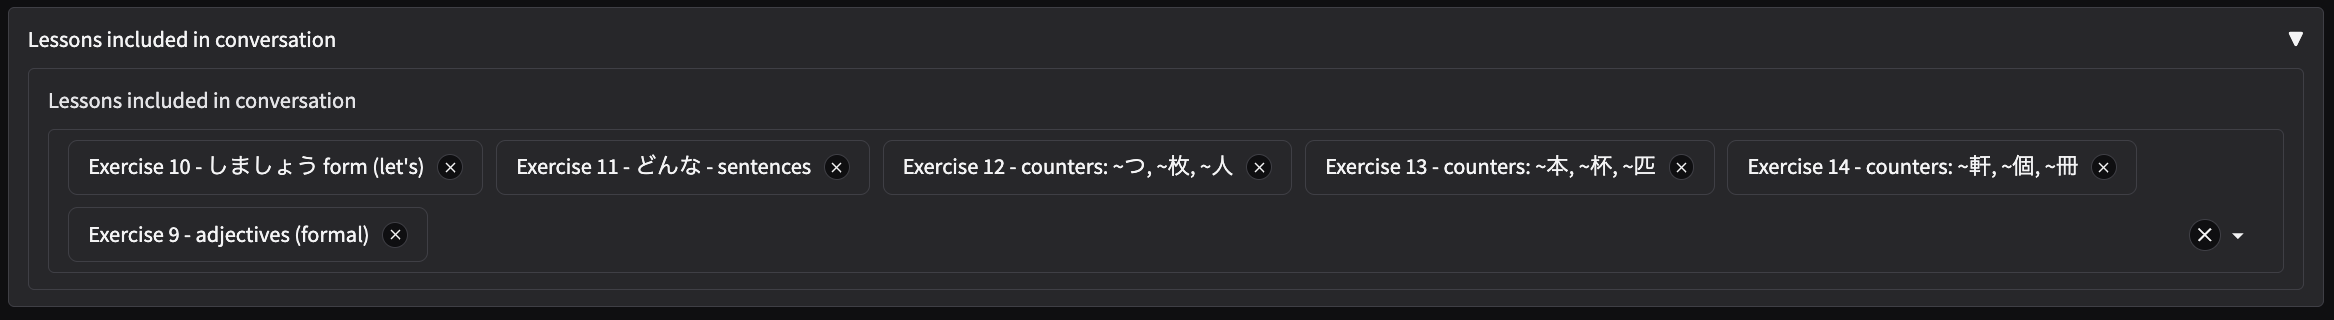 Lessons included in conversation
Lessons included in conversation
Exercise 10 - しましょう form (let's) Exercise 11 - どんな - sentences Exercise 12 - counters: ~つ, ~枚, ~人 Exercise 13 - counters: ~本, ~杯, ~匹 Exercise 14 - counters: ~軒, ~個, ~冊
Exercise 9 - adjectives (formal)